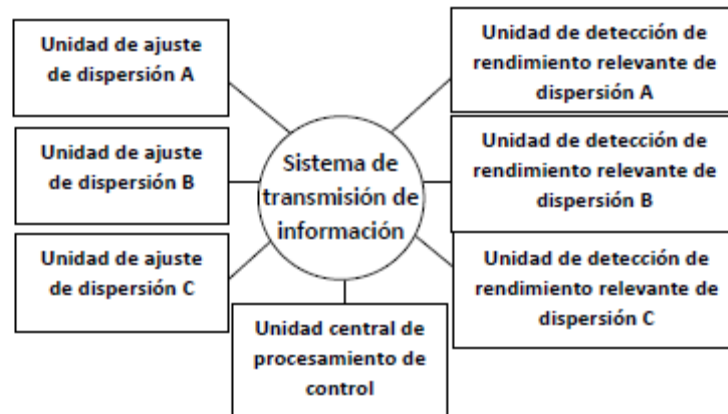 Unidad de ajuste
de dispersión A
Unidad de ajuste
de dispersión B
Unidad de ajuste
de dispersión C
Sistema de
transmisión de
información
Unidad central de
procesamiento de
control
Unidad de detección de
rendimiento relevante de
dispersión A
Unidad de detección de
rendimiento relevante de
dispersión B
Unidad de detección de
rendimiento relevante de
dispersión C